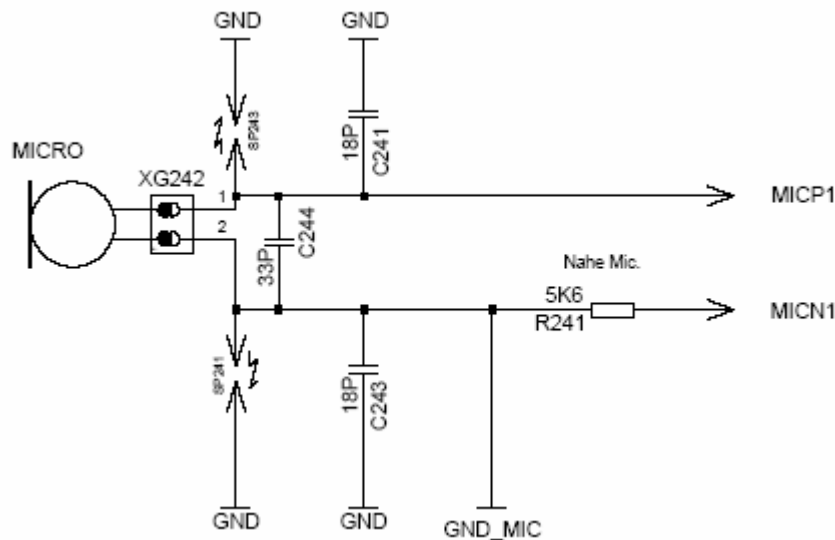 GND
GND
SP243
18P
C241
MICRO
XG242
1
MICP1
2
33P
C244
Nahe Mic.
5K6
R241
MICN1
SP241
18P
C243
GND
GND
GND_MIC